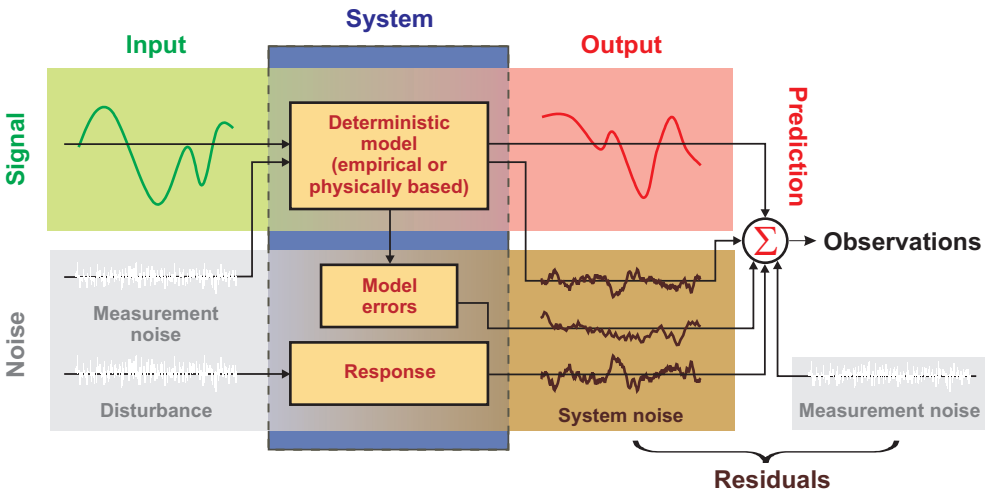 System
Input
Output
Signal
Deterministic
model
(empirical or
physically based)
Prediction
Σ
Observations
Noise
Measurement
noise
Model
errors
Disturbance
Response
System noise
Measurement noise
Residuals